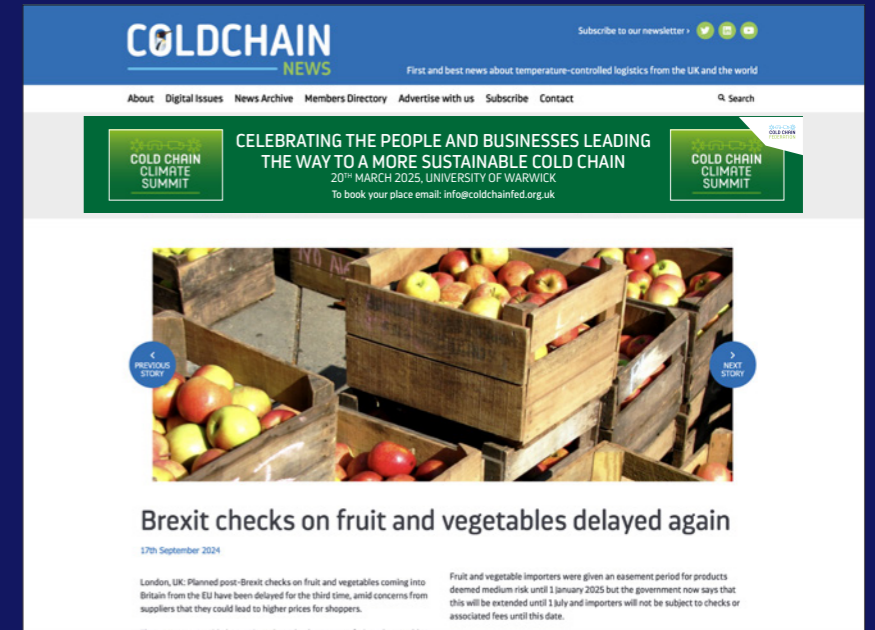 COLDCHAIN
NEWS
Subscribe to our newsletter ›
First and best news about temperature-controlled logistics from the UK and the world
About Digital Issues News Archive Members Directory Advertise with us Subscribe Contact Search
COLD CHAIN
CLIMATE
SUMMIT
CELEBRATING THE PEOPLE AND BUSINESSES LEADING
THE WAY TO A MORE SUSTAINABLE COLD CHAIN
20TH MARCH 2025, UNIVERSITY OF WARWICK
To book your place email: info@coldchainfed.org.uk
COLD CHAIN
CLIMATE
SUMMIT
COLD CHAIN
FEDERATION
NO
‹
PREVIOUS
STORY
›
NEXT
STORY
Brexit checks on fruit and vegetables delayed again
17th September 2024
London, UK: Planned post-Brexit checks on fruit and vegetables coming into
Britain from the EU have been delayed for the third time, amid concerns from
suppliers that they could lead to higher prices for shoppers.
Fruit and vegetable importers were given an easement period for products
deemed medium risk until 1 January 2025 but the government now says that
this will be extended until 1 July and importers will not be subject to checks or
associated fees until this date.